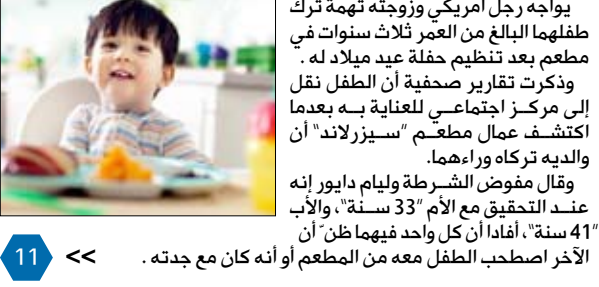 يواجه رجل أمريكي وزوجته تهمة ترك
طفلهما البالغ من العمر ثلاث سنوات في
مطعم بعد تنظيم حفلة عيد ميلاد له .
وذكرت تقارير صحفية أن الطفل نقل
إلى مركز اجتماعي للعناية به بعدما
اكتشف عمال مطعم "سيزرلاند" أن
والديه تركاه وراءهما.
وقال مفوض الشرطة وليام دايور إنه
عند التحقيق مع الأم "33 سنة"، والأب
"41 سنة"، أفادا أن كل واحد فيهما ظنّ أن
الآخر اصطحب الطفل معه من المطعم أو أنه كان مع جدته .
>> 11